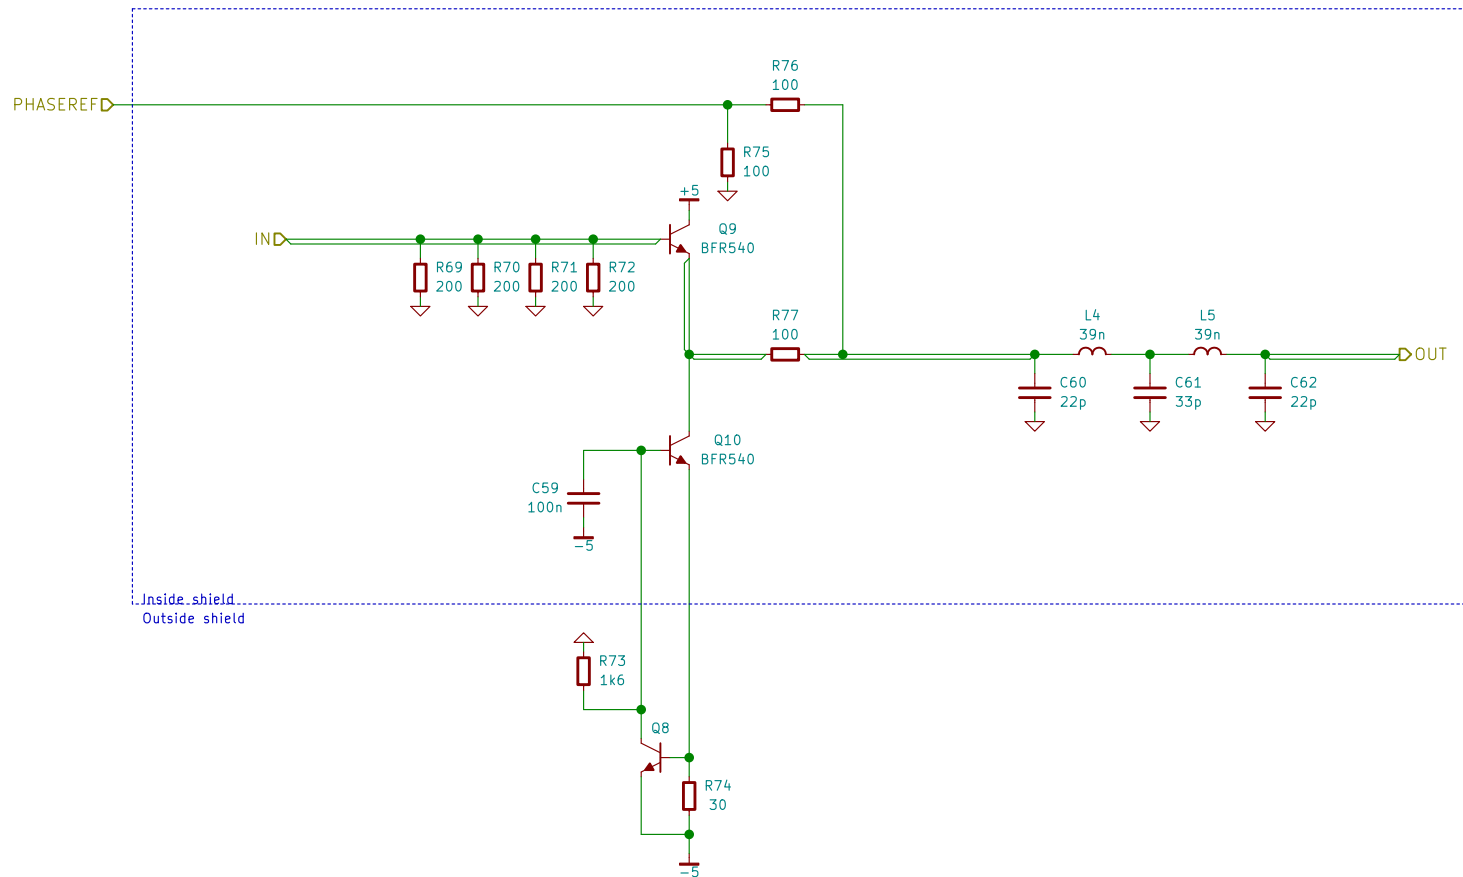 R76
100
PHASEREF
R75
100
+5
Q9
BFR540
IN
R69
200
R70
200
R71
200
R72
200
R77
100
L4
39n
L5
39n
OUT
C60
22p
C61
33p
C62
22p
Q10
BFR540
C59
100n
-5
Inside shield
Outside shield
R73
1k6
Q8
R74
30
-5